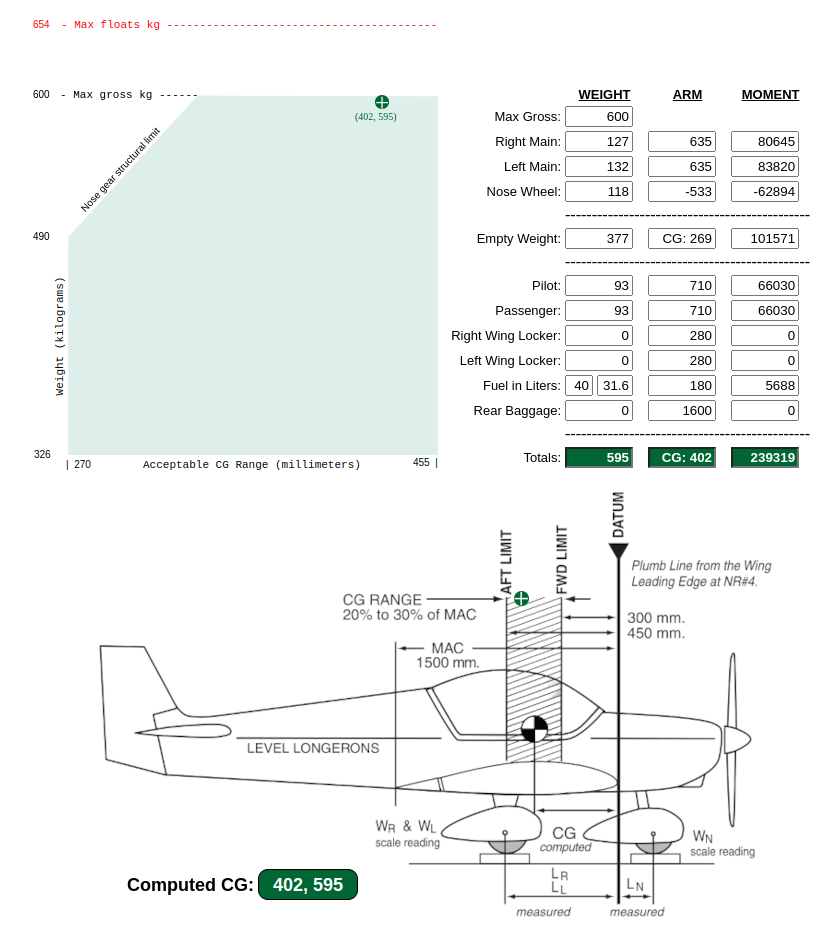 654 - Max floats kg -----------------------------------------
600 - Max gross kg ------
(402, 595)
Nose gear structural limit
490
Weight (kilograms)
326
| 270 Acceptable CG Range (millimeters) 455 |
WEIGHT ARM MOMENT
Max Gross: 600
Right Main: 127 635 80645
Left Main: 132 635 83820
Nose Wheel: 118 -533 -62894
-------------------------------------------------
Empty Weight: 377 CG: 269 101571
-------------------------------------------------
Pilot: 93 710 66030
Passenger: 93 710 66030
Right Wing Locker: 0 280 0
Left Wing Locker: 0 280 0
Fuel in Liters: 40 31.6 180 5688
Rear Baggage: 0 1600 0
-------------------------------------------------
Totals: 595 CG: 402 239319
AFT LIMIT
FWD LIMIT
DATUM
Plumb Line from the Wing
Leading Edge at NR#4.
CG RANGE
20% to 30% of MAC
300 mm.
450 mm.
MAC
1500 mm.
LEVEL LONGERONS
WR & WL
scale reading
CG
computed
WN
scale reading
LR
LL
LN
measured
measured
Computed CG: 402, 595